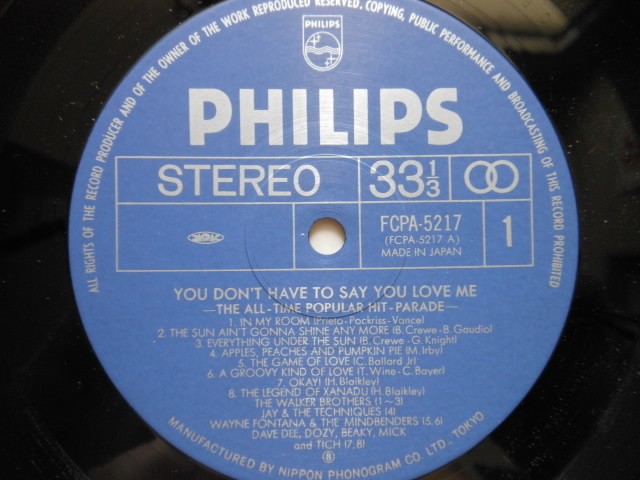 ALL RIGHTS OF THE RECORD PRODUCER AND OF THE OWNER OF THE WORK REPRODUCED RESERVED. COPYING, PUBLIC PERFORMANCE AND BROADCASTING OF THIS RECORD PROHIBITED
PHILIPS
PHILIPS
STEREO 33 1/3
FCPA-5217
(FCPA-5217 A)
MADE IN JAPAN
1
YOU DON'T HAVE TO SAY YOU LOVE ME
—THE ALL-TIME POPULAR HIT-PARADE—
1. IN MY ROOM (Prieto-Pockriss-Vance)
2. THE SUN AIN'T GONNA SHINE ANY MORE (B. Crewe-B. Gaudio)
3. EVERYTHING UNDER THE SUN (B. Crewe-G. Knight)
4. APPLES, PEACHES AND PUMPKIN PIE (M. Irby)
5. THE GAME OF LOVE (C. Ballard Jr)
6. A GROOVY KIND OF LOVE (T. Wine-C. Bayer)
7. OKAY! (H. Blaikley)
8. THE LEGEND OF XANADU (H. Blaikley)
THE WALKER BROTHERS (1~3)
JAY & THE TECHNIQUES (4)
WAYNE FONTANA & THE MINDBENDERS (5, 6)
DAVE DEE, DOZY, BEAKY, MICK
and TICH (7, 8)
Ⓑ
MANUFACTURED BY NIPPON PHONOGRAM CO. LTD., TOKYO